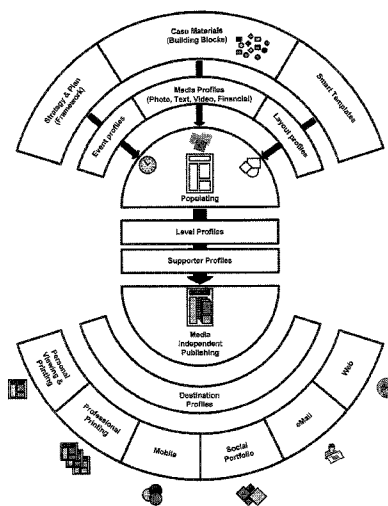 Case Materials
(Building Blocks)
Strategy & Plan
(Framework)
Smart Templates
Media Profiles
(Photo, Text, Video, Financial)
Event profiles
Layout profiles
Populating
Level Profiles
Supporter Profiles
Media
Independent
Publishing
Destination
Profiles
Personal
Viewing &
Printing
Professional
Printing
Mobile
Social
Portfolio
eMail
Web